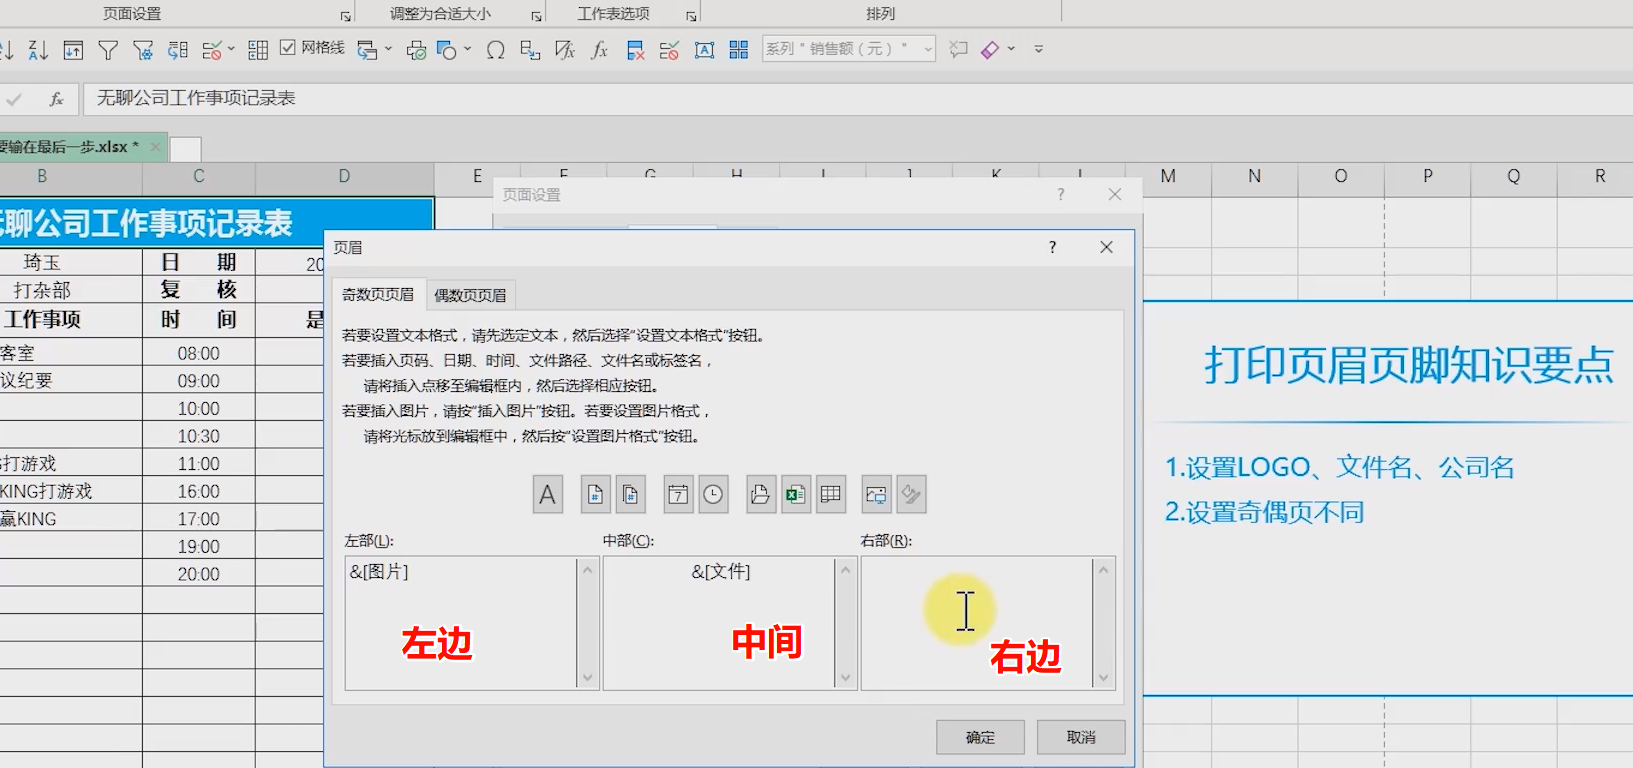 页面设置
调整为合适大小
工作表选项
排列
网格线
系列 " 销售额（元）"
fx
无聊公司工作事项记录表
要输在最后一步.xlsx *
B C D E F G H I J K L M N O P Q R
无聊公司工作事项记录表
琦玉 日 期 20
打杂部 复 核
工作事项 时 间 是
客室 08:00
议纪要 09:00
10:00
10:30
打游戏 11:00
KING打游戏 16:00
赢KING 17:00
19:00
20:00
页面设置 ?
页眉 ?
奇数页页眉 偶数页页眉
若要设置文本格式，请先选定文本，然后选择"设置文本格式"按钮。
若要插入页码、日期、时间、文件路径、文件名或标签名，
请将插入点移至编辑框内，然后选择相应按钮。
若要插入图片，请按"插入图片"按钮。若要设置图片格式，
请将光标放到编辑框中，然后按"设置图片格式"按钮。
A
左部(L): 中部(C): 右部(R):
&[图片] &[文件]
左边 中间 右边
确定 取消
打印页眉页脚知识要点
1.设置LOGO、文件名、公司名
2.设置奇偶页不同